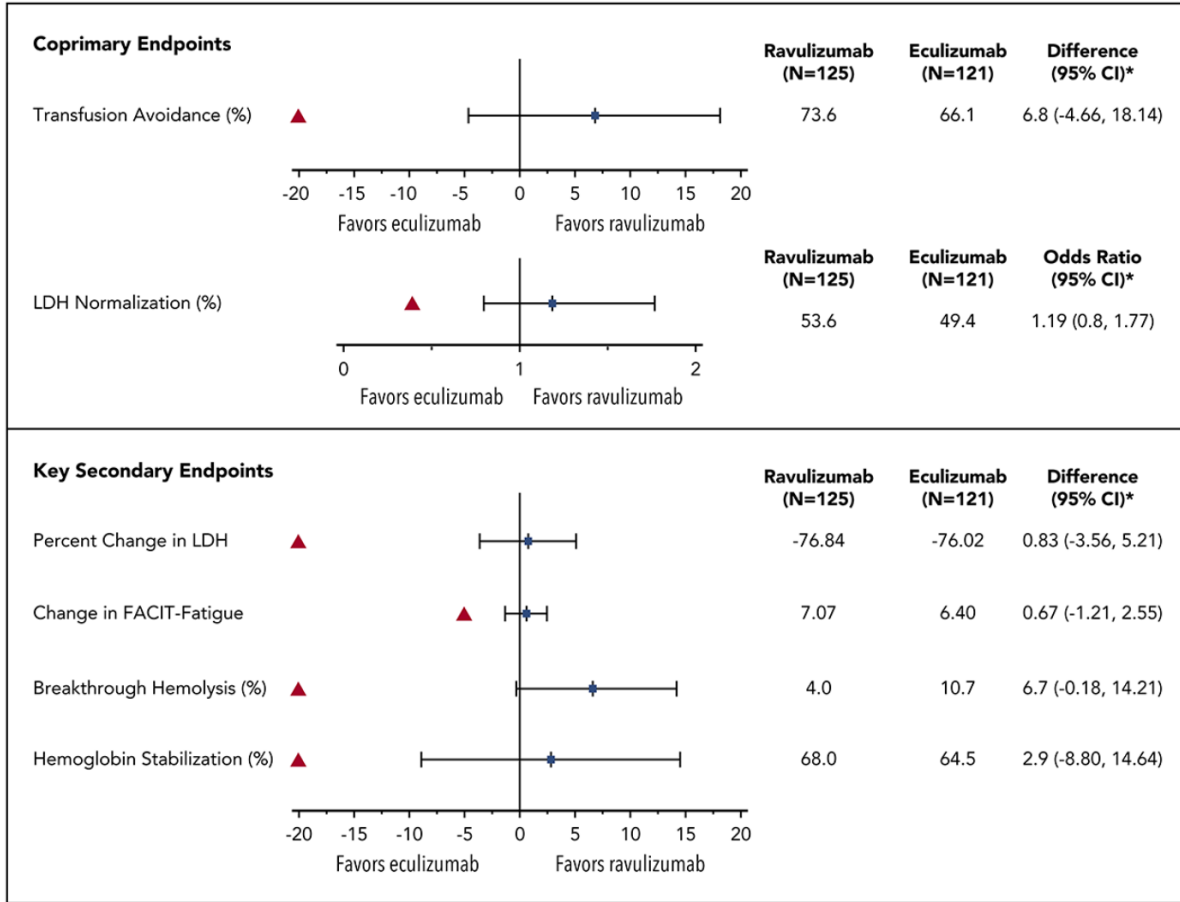 Coprimary Endpoints
Ravulizumab Eculizumab Difference
(N=125) (N=121) (95% CI)*
Transfusion Avoidance (%) 73.6 66.1 6.8 (-4.66, 18.14)
-20 -15 -10 -5 0 5 10 15 20
Favors eculizumab Favors ravulizumab
Ravulizumab Eculizumab Odds Ratio
(N=125) (N=121) (95% CI)*
LDH Normalization (%)
53.6 49.4 1.19 (0.8, 1.77)
0 1 2
Favors eculizumab Favors ravulizumab
Key Secondary Endpoints
Ravulizumab Eculizumab Difference
(N=125) (N=121) (95% CI)*
Percent Change in LDH -76.84 -76.02 0.83 (-3.56, 5.21)
Change in FACIT-Fatigue 7.07 6.40 0.67 (-1.21, 2.55)
Breakthrough Hemolysis (%) 4.0 10.7 6.7 (-0.18, 14.21)
Hemoglobin Stabilization (%) 68.0 64.5 2.9 (-8.80, 14.64)
-20 -15 -10 -5 0 5 10 15 20
Favors eculizumab Favors ravulizumab